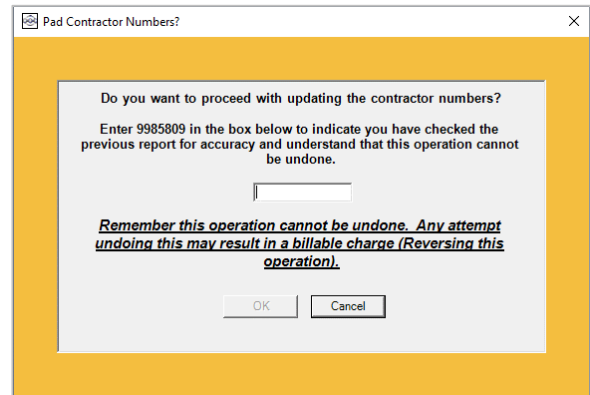 Pad Contractor Numbers?
Do you want to proceed with updating the contractor numbers?
Enter 9985809 in the box below to indicate you have checked the
previous report for accuracy and understand that this operation cannot
be undone.
Remember this operation cannot be undone. Any attempt
undoing this may result in a billable charge (Reversing this
operation).
OK
Cancel